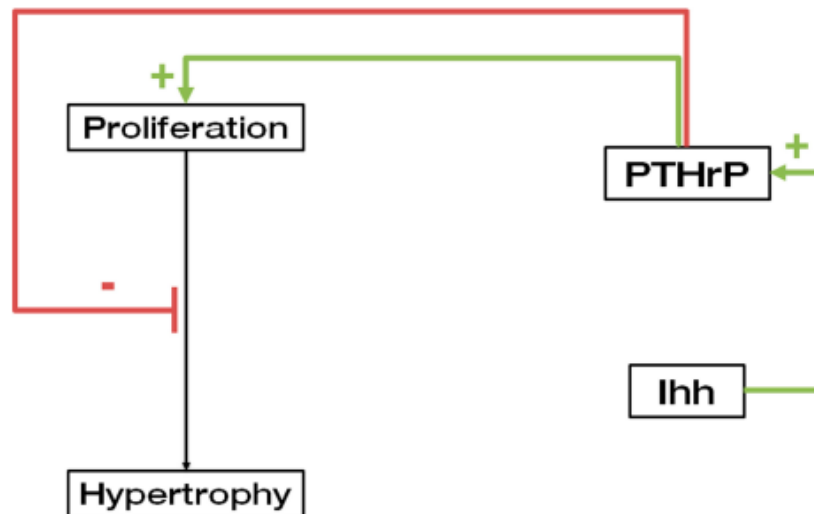 +
Proliferation
+
PTHrP
-
Ihh
Hypertrophy